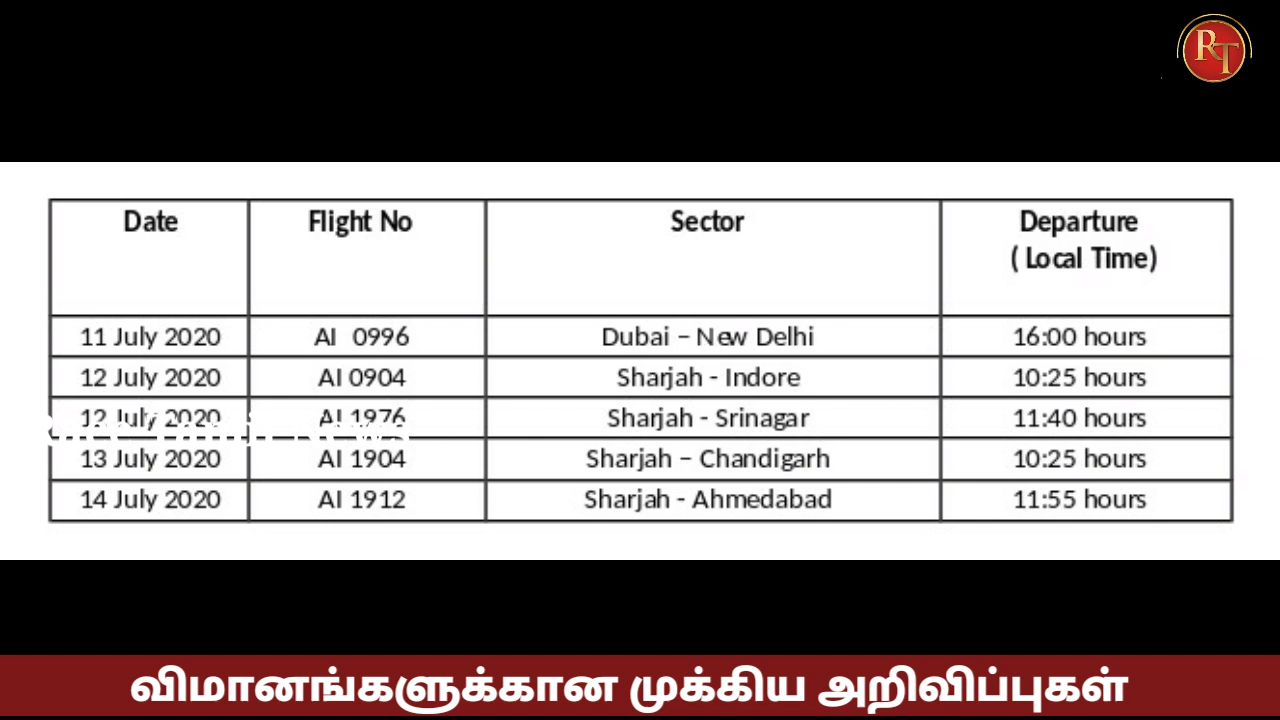 RT
Date Flight No Sector Departure
( Local Time)
11 July 2020 AI 0996 Dubai – New Delhi 16:00 hours
12 July 2020 AI 0904 Sharjah - Indore 10:25 hours
12 July 2020 AI 1976 Sharjah - Srinagar 11:40 hours
Tamil News
13 July 2020 AI 1904 Sharjah – Chandigarh 10:25 hours
14 July 2020 AI 1912 Sharjah - Ahmedabad 11:55 hours
விமானங்களுக்கான முக்கிய அறிவிப்புகள்